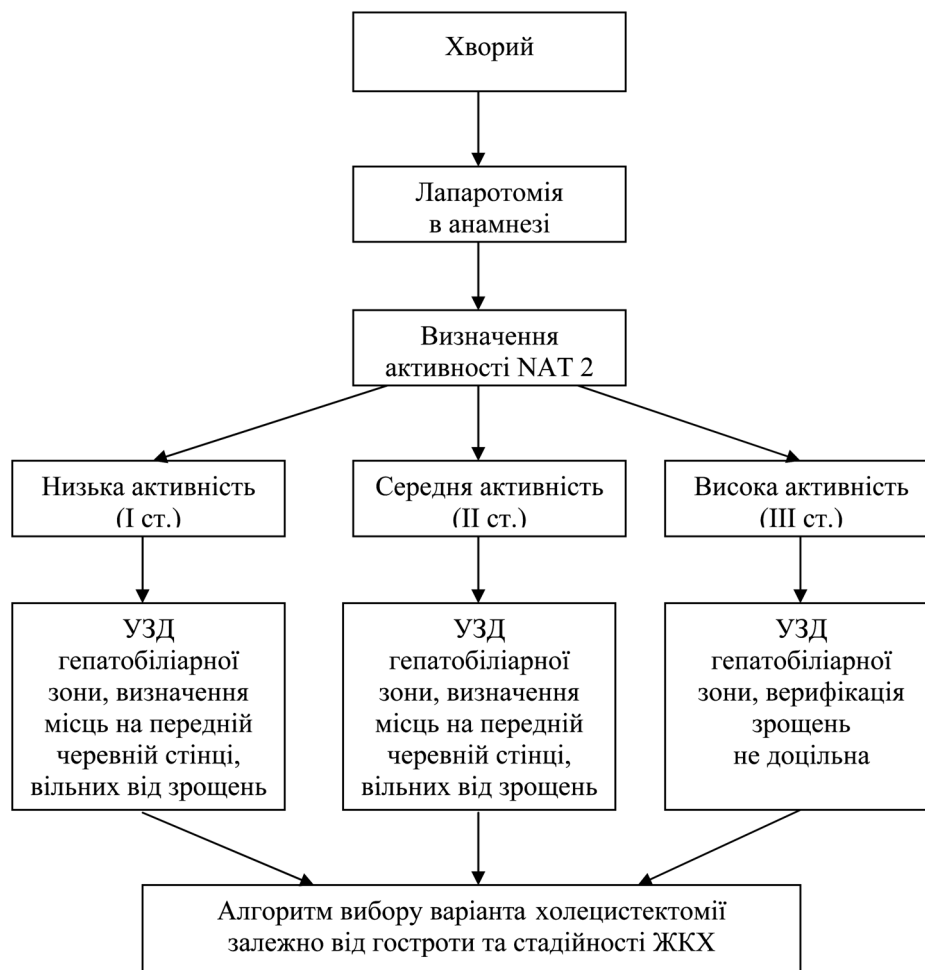 Хворий
Лапаротомія
в анамнезі
Визначення
активності NAT 2
Низька активність
(І ст.)
Середня активність
(ІІ ст.)
Висока активність
(ІІІ ст.)
УЗД
гепатобіліарної
зони, визначення
місць на передній
черевній стінці,
вільних від зрощень
УЗД
гепатобіліарної
зони, визначення
місць на передній
черевній стінці,
вільних від зрощень
УЗД
гепатобіліарної
зони, верифікація
зрощень
не доцільна
Алгоритм вибору варіанта холецистектомії
залежно від гостроти та стадійності ЖКХ